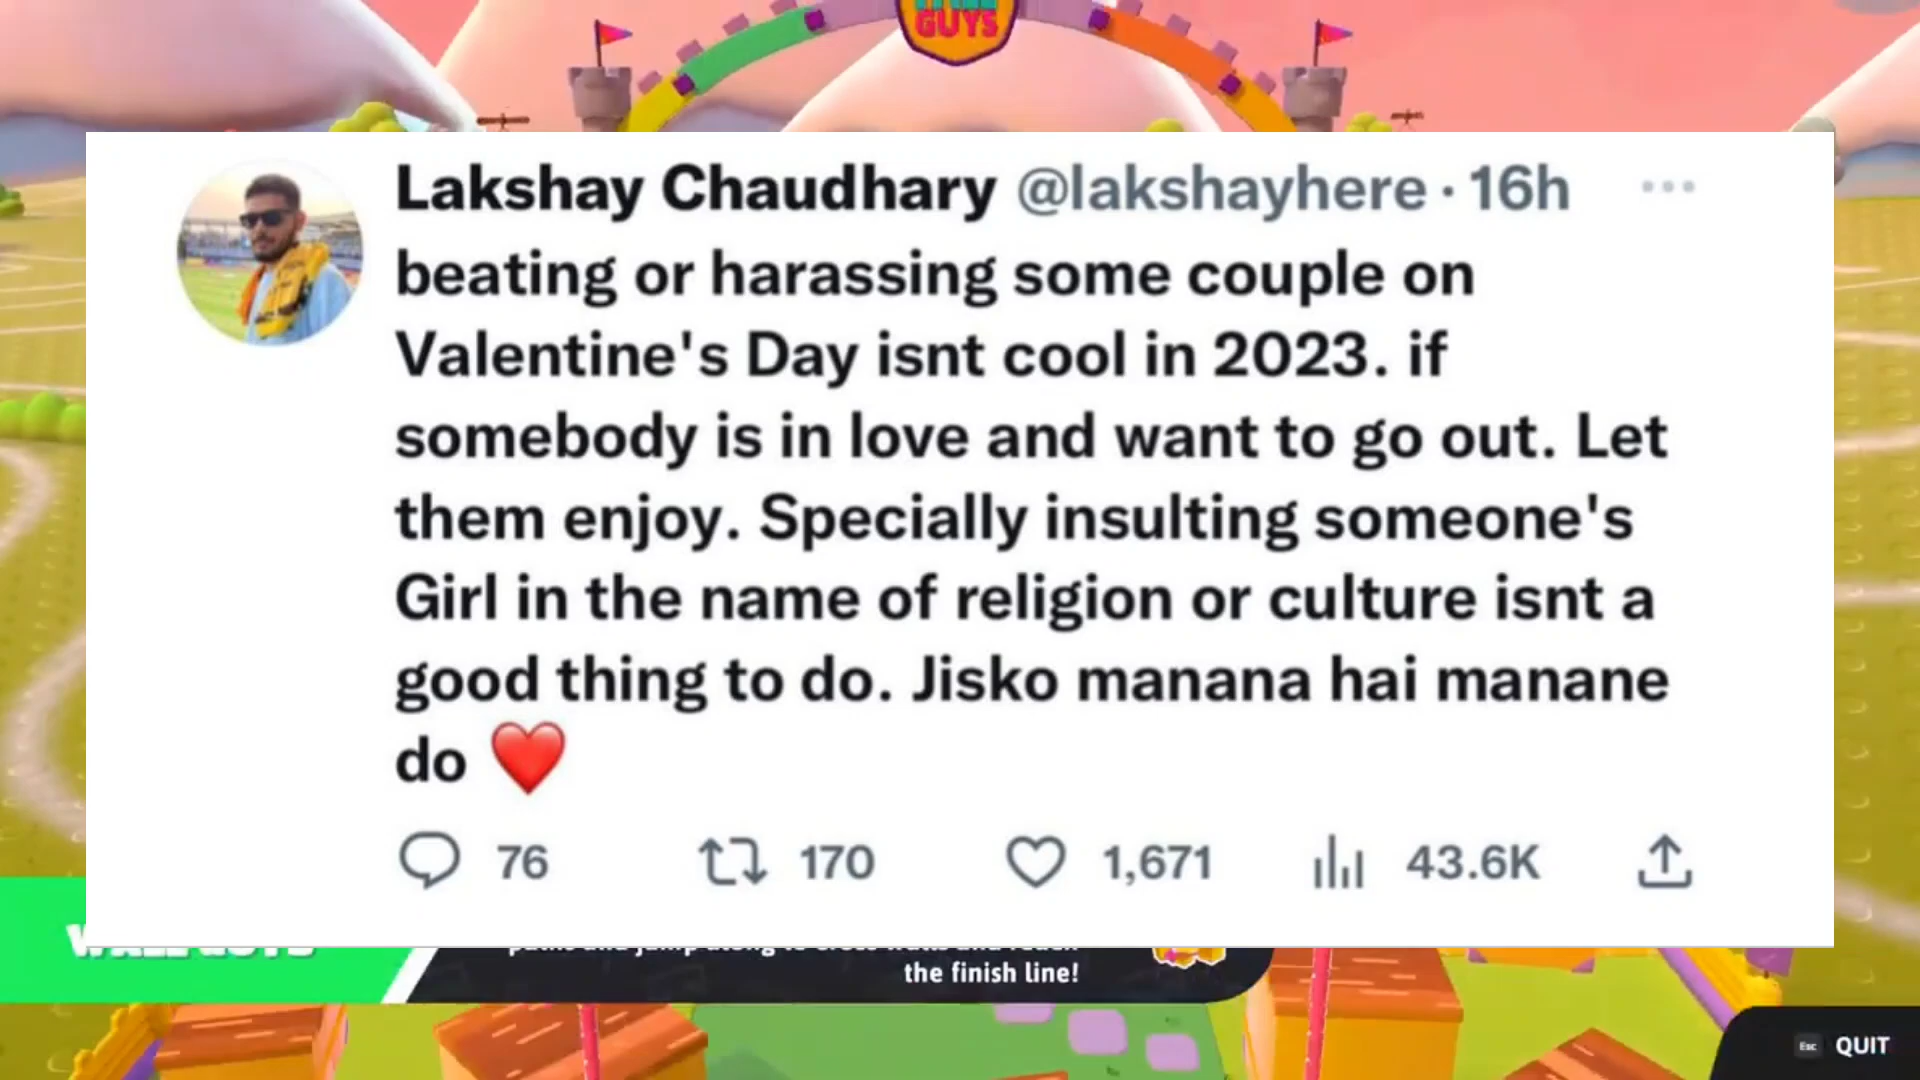 GUYS
Lakshay Chaudhary @lakshayhere · 16h
beating or harassing some couple on
Valentine's Day isnt cool in 2023. if
somebody is in love and want to go out. Let
them enjoy. Specially insulting someone's
Girl in the name of religion or culture isnt a
good thing to do. Jisko manana hai manane
do ❤️
76 170 1,671 43.6K
the finish line!
Esc QUIT